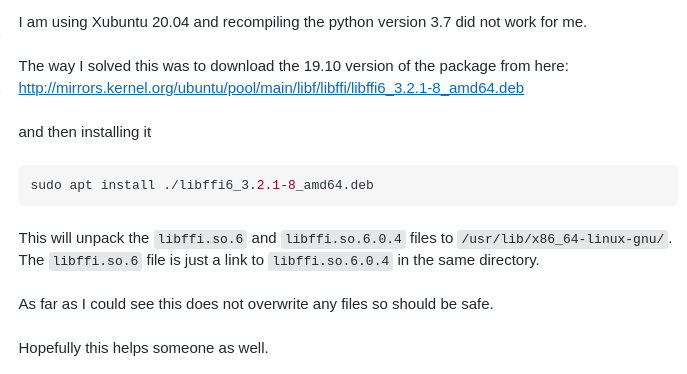 I am using Xubuntu 20.04 and recompiling the python version 3.7 did not work for me.
The way I solved this was to download the 19.10 version of the package from here:
http://mirrors.kernel.org/ubuntu/pool/main/libf/libffi/libffi6_3.2.1-8_amd64.deb
and then installing it
sudo apt install ./libffi6_3.2.1-8_amd64.deb
This will unpack the libffi.so.6 and libffi.so.6.0.4 files to /usr/lib/x86_64-linux-gnu/.
The libffi.so.6 file is just a link to libffi.so.6.0.4 in the same directory.
As far as I could see this does not overwrite any files so should be safe.
Hopefully this helps someone as well.